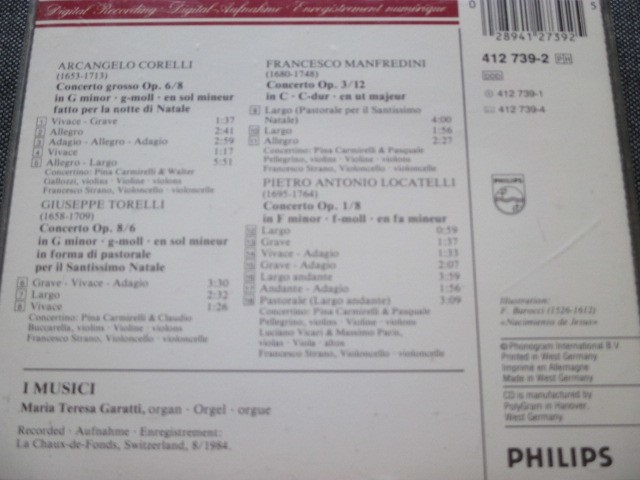 Digital Recording · Digital-Aufnahme · Enregistrement numérique
ARCANGELO CORELLI
(1653-1713)
Concerto grosso Op. 6/8
in G minor · g-moll · en sol mineur
fatto per la notte di Natale
1 Vivace - Grave 1:37
2 Allegro 2:41
3 Adagio - Allegro - Adagio 2:59
4 Vivace 1:17
5 Allegro - Largo 5:51
Concertino: Pina Carmirelli & Walter
Gallozzi, violins · Violine · violons
Francesco Strano, Violoncello · violoncelle
GIUSEPPE TORELLI
(1658-1709)
Concerto Op. 8/6
in G minor · g-moll · en sol mineur
in forma di pastorale
per il Santissimo Natale
6 Grave - Vivace - Adagio 3:30
7 Largo 2:32
8 Vivace 1:26
Concertino: Pina Carmirelli & Claudio
Buccarella, violins · Violine · violons
Francesco Strano, Violoncello · violoncelle
FRANCESCO MANFREDINI
(1680-1748)
Concerto Op. 3/12
in C · C-dur · en ut majeur
9 Largo (Pastorale per il Santissimo
Natale) 4:00
10 Largo 1:56
11 Allegro 2:27
Concertino: Pina Carmirelli & Pasquale
Pellegrino, violins · Violine · violons
Francesco Strano, Violoncello · violoncelle
PIETRO ANTONIO LOCATELLI
(1695-1764)
Concerto Op. 1/8
in F minor · f-moll · en fa mineur
Largo 0:59
Grave 1:37
Vivace - Adagio 1:33
Grave - Adagio 2:07
Largo andante 3:59
Andante - Adagio 1:56
Pastorale (Largo andante) 3:09
Concertino: Pina Carmirelli & Pasquale
Pellegrino, violins · Violine · violons
Luciano Vicari & Massimo Paris,
violas · Viola · altos
Francesco Strano, Violoncello · violoncelle
I MUSICI
Maria Teresa Garatti, organ · Orgel · orgue
Recorded · Aufnahme · Enregistrement:
La Chaux-de-Fonds, Switzerland, 8/1984.
0 28941 27392 5
412 739-2 PH
DDD
412 739-1
412 739-4
PHILIPS
Illustration:
F. Barocci (1526-1612)
«Nacimiento de Jesús»
℗ Phonogram International B.V.
Printed in West Germany
Imprimé en Allemagne
Made in West Germany
CD is manufactured by
PolyGram in Hanover,
West Germany.
PHILIPS